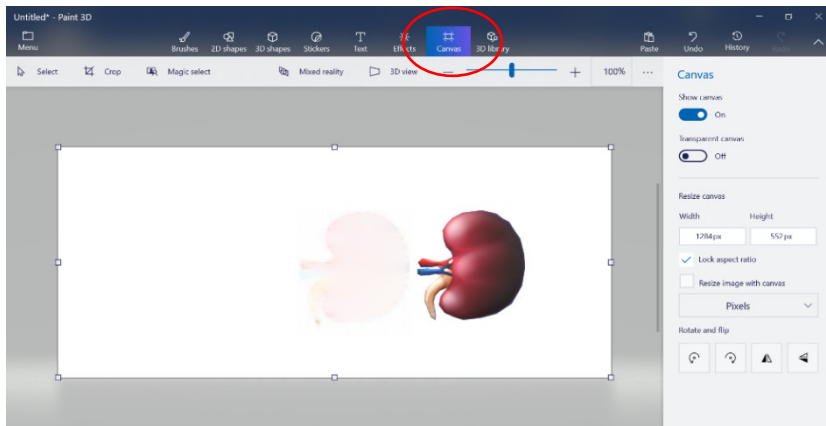 Untitled* - Paint 3D
Menu Brushes 2D shapes 3D shapes Stickers Text Effects Canvas 3D library Paste Undo History Redo
Select Crop Magic select Mixed reality 3D view 100% ...
Canvas
Show canvas
On
Transparent canvas
Off
Resize canvas
Width Height
1284px 552px
Lock aspect ratio
Resize image with canvas
Pixels
Rotate and flip